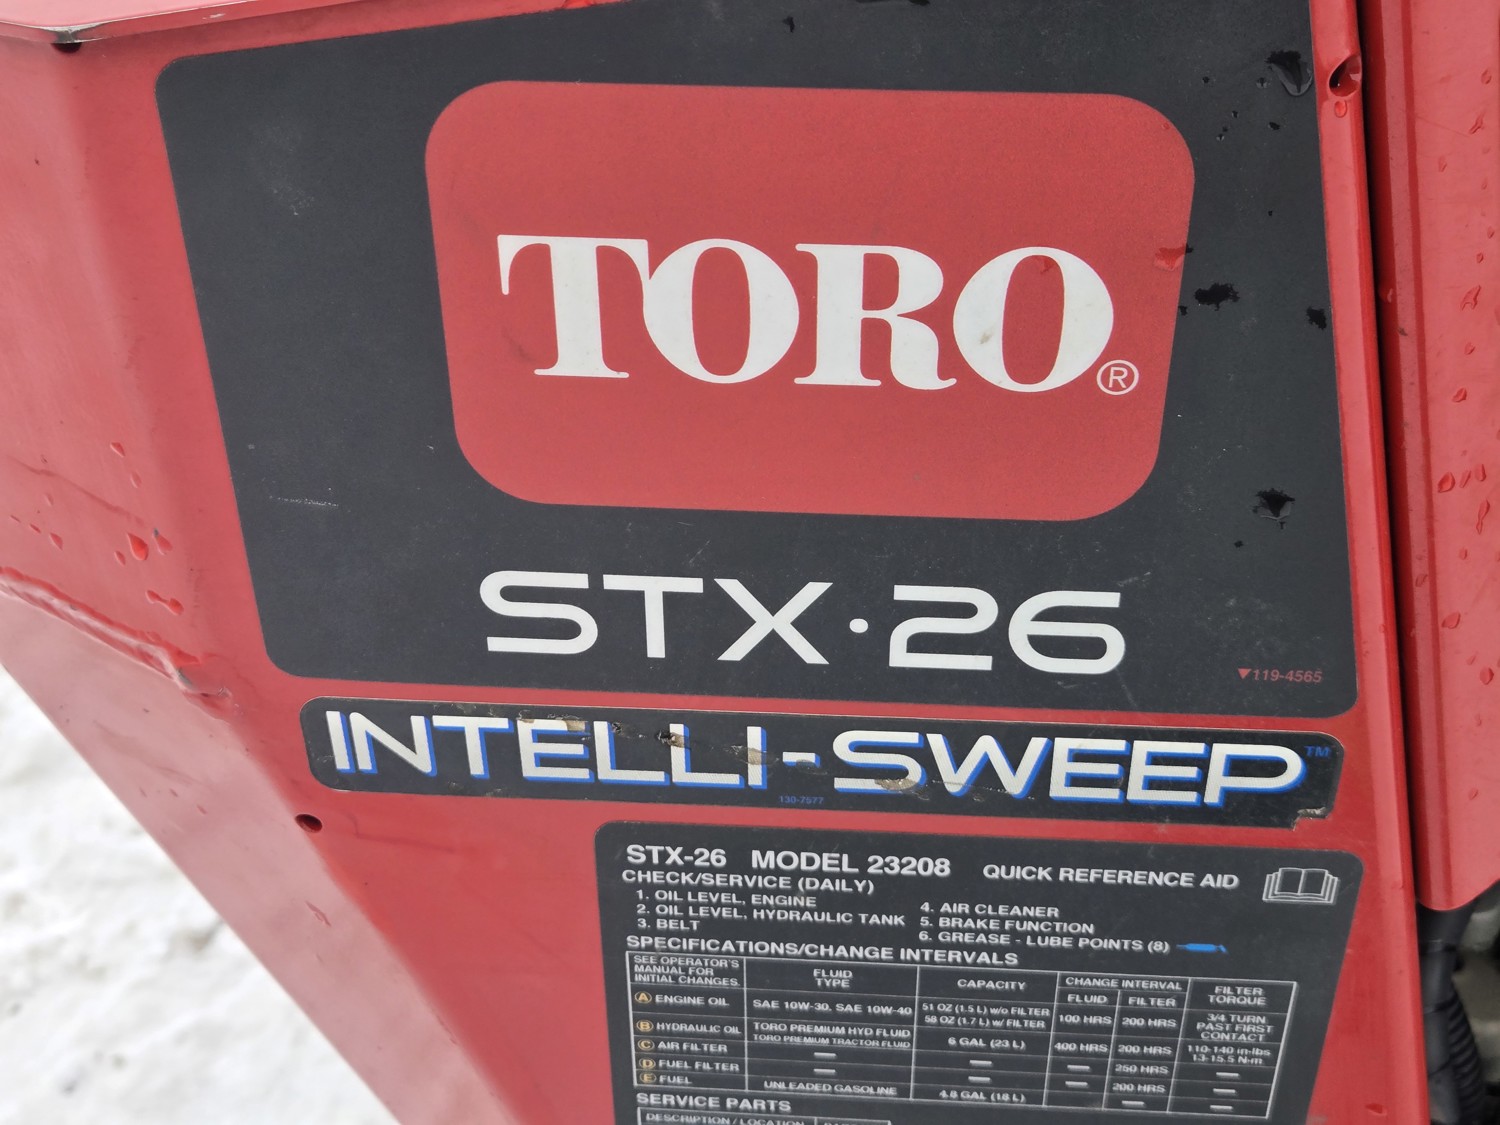 TORO®
STX·26
▼119-4565
INTELLI-SWEEP™
130-7577
STX-26 MODEL 23208 QUICK REFERENCE AID
CHECK/SERVICE (DAILY)
1. OIL LEVEL, ENGINE
2. OIL LEVEL, HYDRAULIC TANK
3. BELT
4. AIR CLEANER
5. BRAKE FUNCTION
6. GREASE - LUBE POINTS (8)
SPECIFICATIONS/CHANGE INTERVALS
SEE OPERATOR'S MANUAL FOR INITIAL CHANGES. FLUID TYPE CAPACITY CHANGE INTERVAL FLUID FILTER FILTER TORQUE
A ENGINE OIL SAE 10W-30, SAE 10W-40 51 OZ (1.5 L) w/o FILTER 58 OZ (1.7 L) w/ FILTER 100 HRS 200 HRS 3/4 TURN PAST FIRST CONTACT
B HYDRAULIC OIL TORO PREMIUM HYD FLUID TORO PREMIUM TRACTOR FLUID 6 GAL (23 L) 400 HRS 200 HRS 110-140 in-lbs 13-15.5 N·m
C AIR FILTER — — — 250 HRS —
D FUEL FILTER — — — 200 HRS —
E FUEL UNLEADED GASOLINE 4.8 GAL (18 L) — — —
SERVICE PARTS
DESCRIPTION / LOCATION